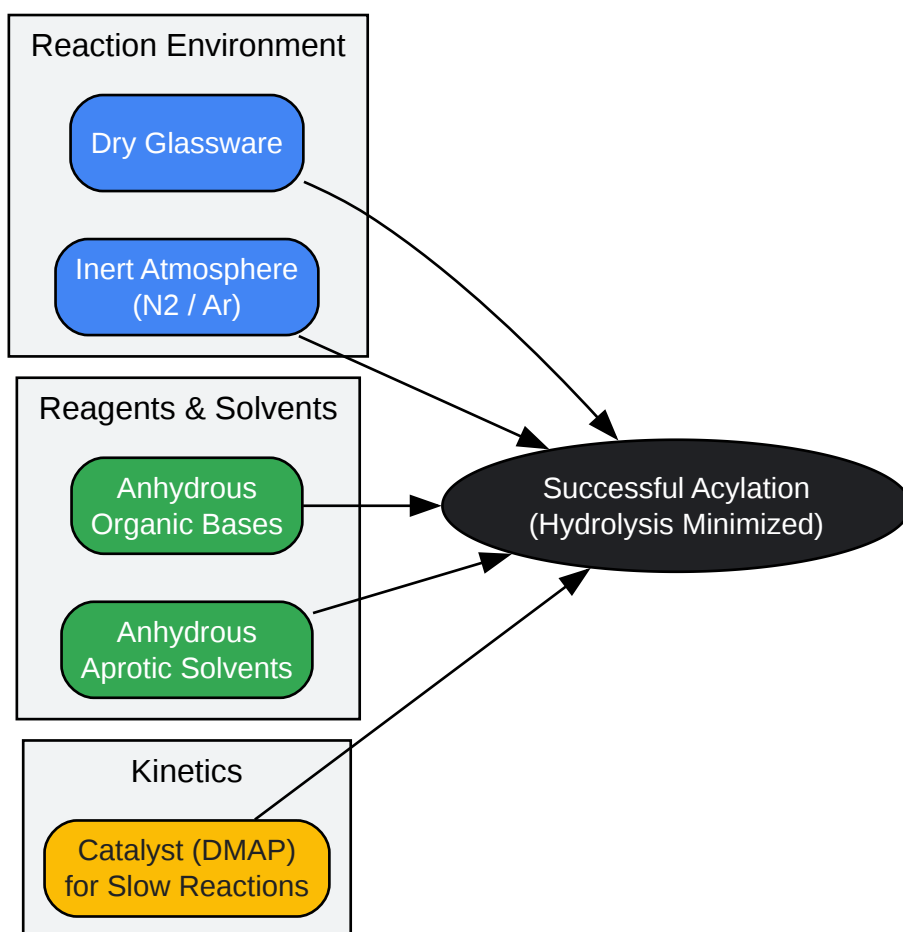 Reaction Environment
Dry Glassware
Inert Atmosphere
(N2 / Ar)
Reagents & Solvents
Anhydrous
Organic Bases
Anhydrous
Aprotic Solvents
Kinetics
Catalyst (DMAP)
for Slow Reactions
Successful Acylation
(Hydrolysis Minimized)